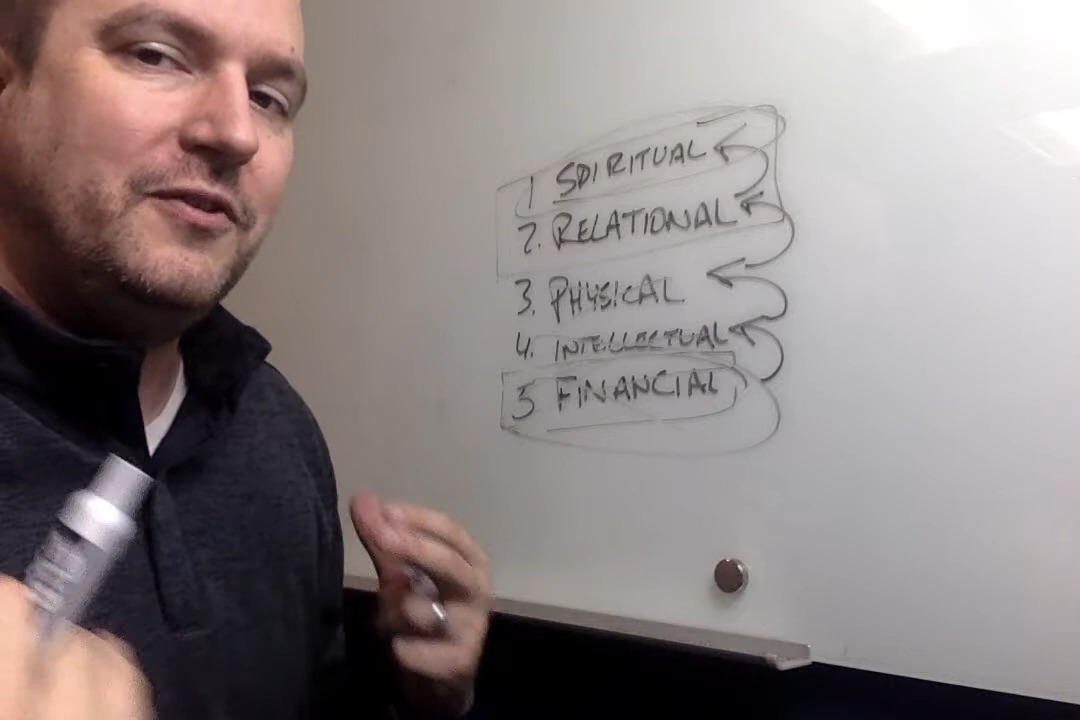 1 SPIRITUAL
2. RELATIONAL
3. PHYSICAL
4. INTELLECTUAL
5 FINANCIAL